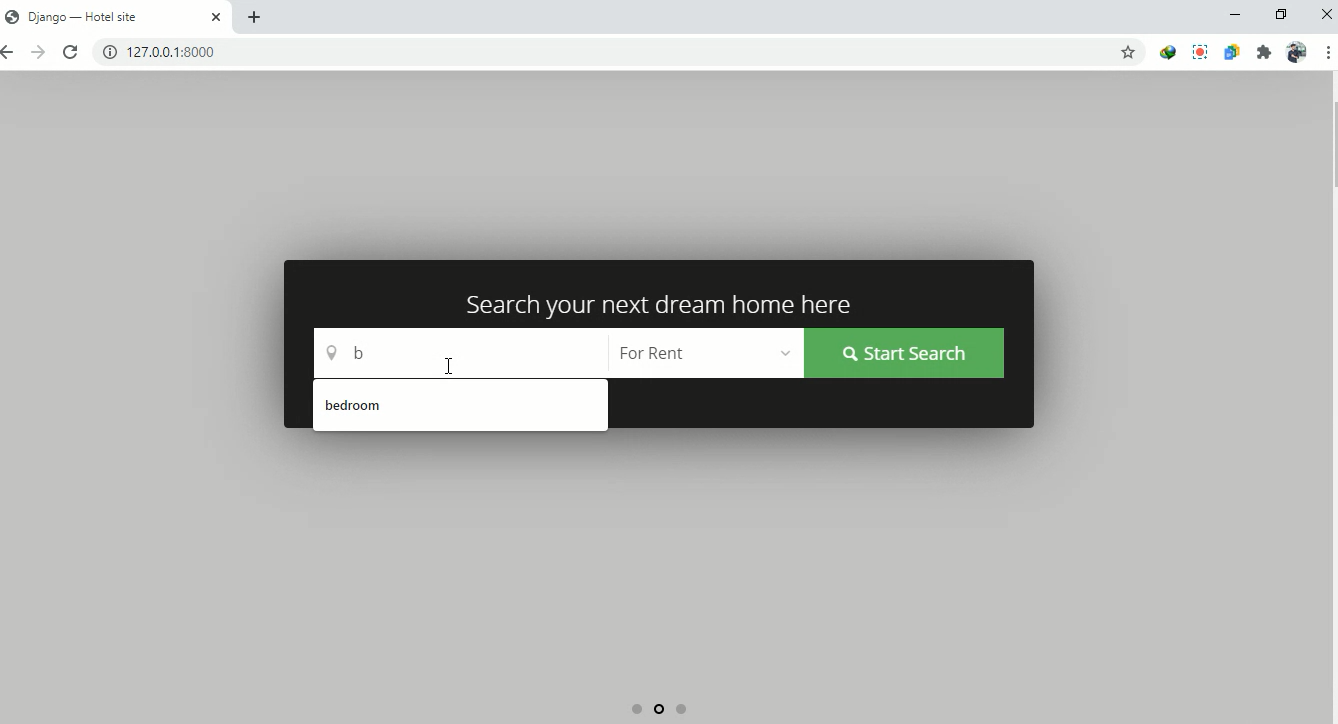 Django — Hotel site
127.0.0.1:8000
Search your next dream home here
b
For Rent
Start Search
bedroom